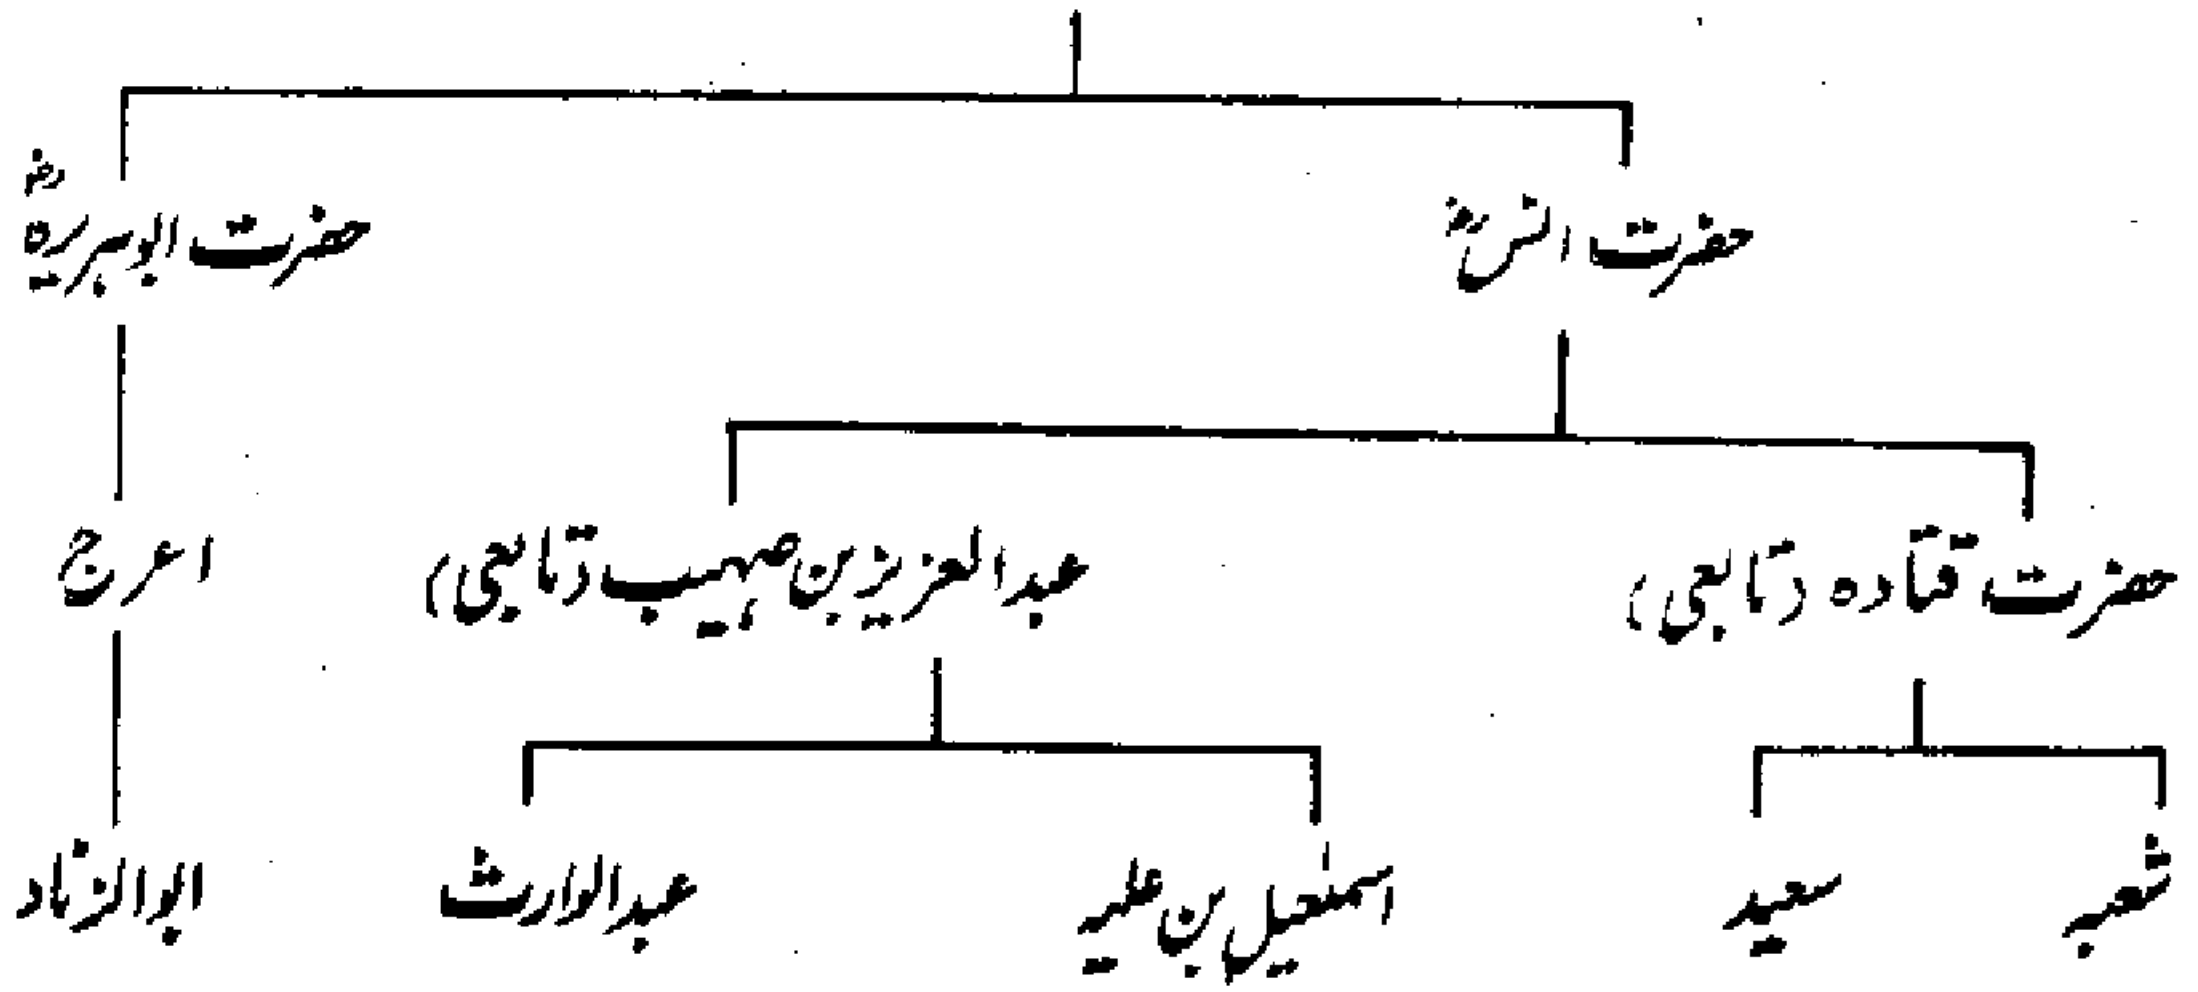 حضرت انسؓ حضرت ابوہریرہؓ
حضرت قتادہ (تابعی) عبدالعزیز بن صہیب (تابعی) اعرج
شعبہ سعید اسمٰعیل بن علیہ عبدالوارث ابوالزناد